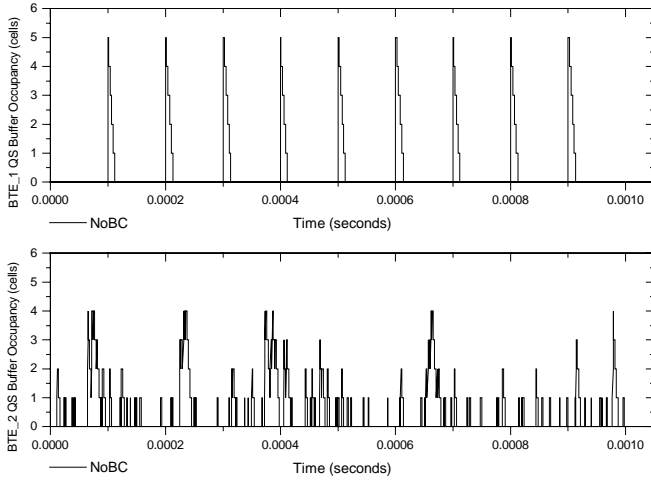 BTE_1 QS Buffer Occupancy (cells)
6
5
4
3
2
1
0
0.0000 0.0002 0.0004 0.0006 0.0008 0.0010
NoBC Time (seconds)
BTE_2 QS Buffer Occupancy (cells)
6
5
4
3
2
1
0
0.0000 0.0002 0.0004 0.0006 0.0008 0.0010
NoBC Time (seconds)